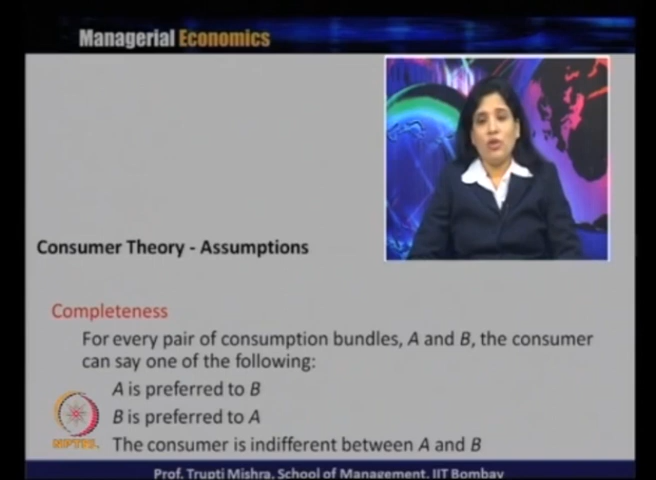 Managerial Economics
Consumer Theory - Assumptions
Completeness
For every pair of consumption bundles, A and B, the consumer
can say one of the following:
A is preferred to B
B is preferred to A
The consumer is indifferent between A and B
NPTEL
Prof. Trupti Mishra, School of Management, IIT Bombay